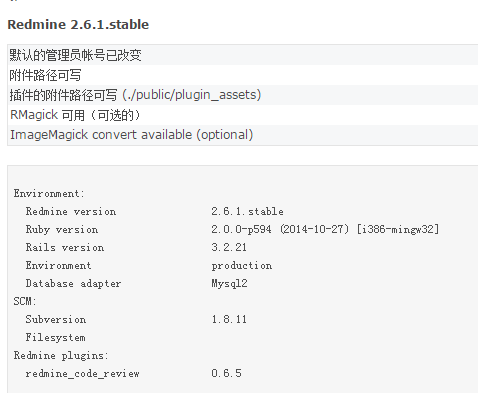 Redmine 2.6.1.stable
默认的管理员帐号已改变
附件路径可写
插件的附件路径可写 (./public/plugin_assets)
RMagick 可用（可选的）
ImageMagick convert available (optional)
Environment:
Redmine version 2.6.1.stable
Ruby version 2.0.0-p594 (2014-10-27) [i386-mingw32]
Rails version 3.2.21
Environment production
Database adapter Mysql2
SCM:
Subversion 1.8.11
Filesystem
Redmine plugins:
redmine_code_review 0.6.5